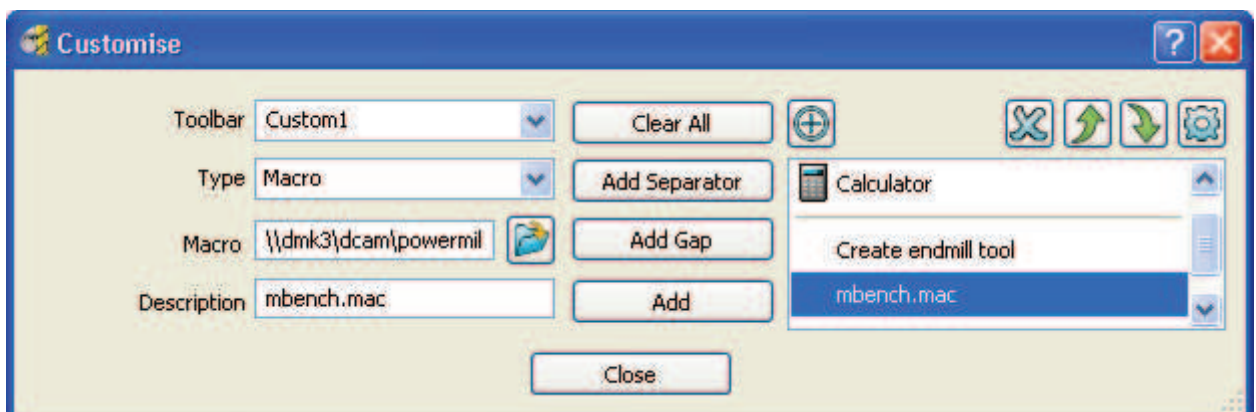 Customise
Toolbar Custom1 Clear All
Type Macro Add Separator Calculator
Macro \\dmk3\dcam\powermil Add Gap Create endmill tool
Description mbench.mac Add mbench.mac
Close